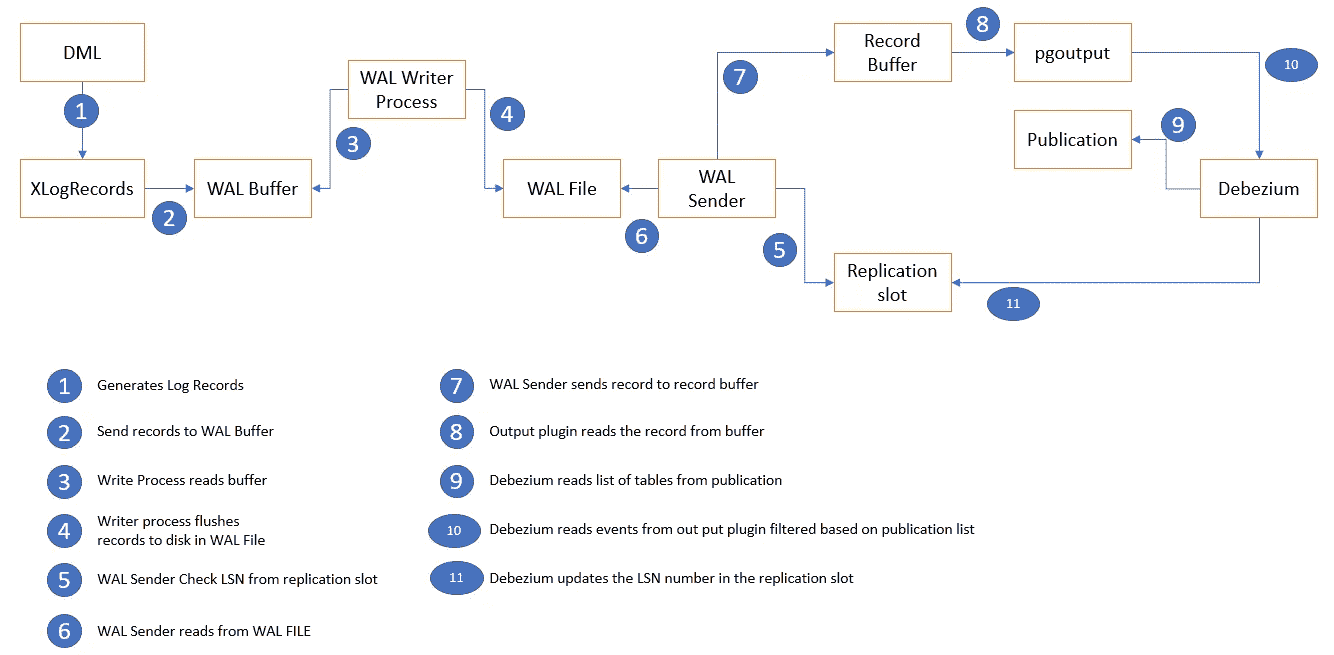 DML
1
XLogRecords
2
WAL Buffer
WAL Writer
Process
3
4
WAL File
6
WAL
Sender
7
5
Record
Buffer
8
pgoutput
10
Publication
9
Debezium
Replication
slot
11
1 Generates Log Records
2 Send records to WAL Buffer
3 Write Process reads buffer
4 Writer process flushes
records to disk in WAL File
5 WAL Sender Check LSN from replication slot
6 WAL Sender reads from WAL FILE
7 WAL Sender sends record to record buffer
8 Output plugin reads the record from buffer
9 Debezium reads list of tables from publication
10 Debezium reads events from out put plugin filtered based on publication list
11 Debezium updates the LSN number in the replication slot